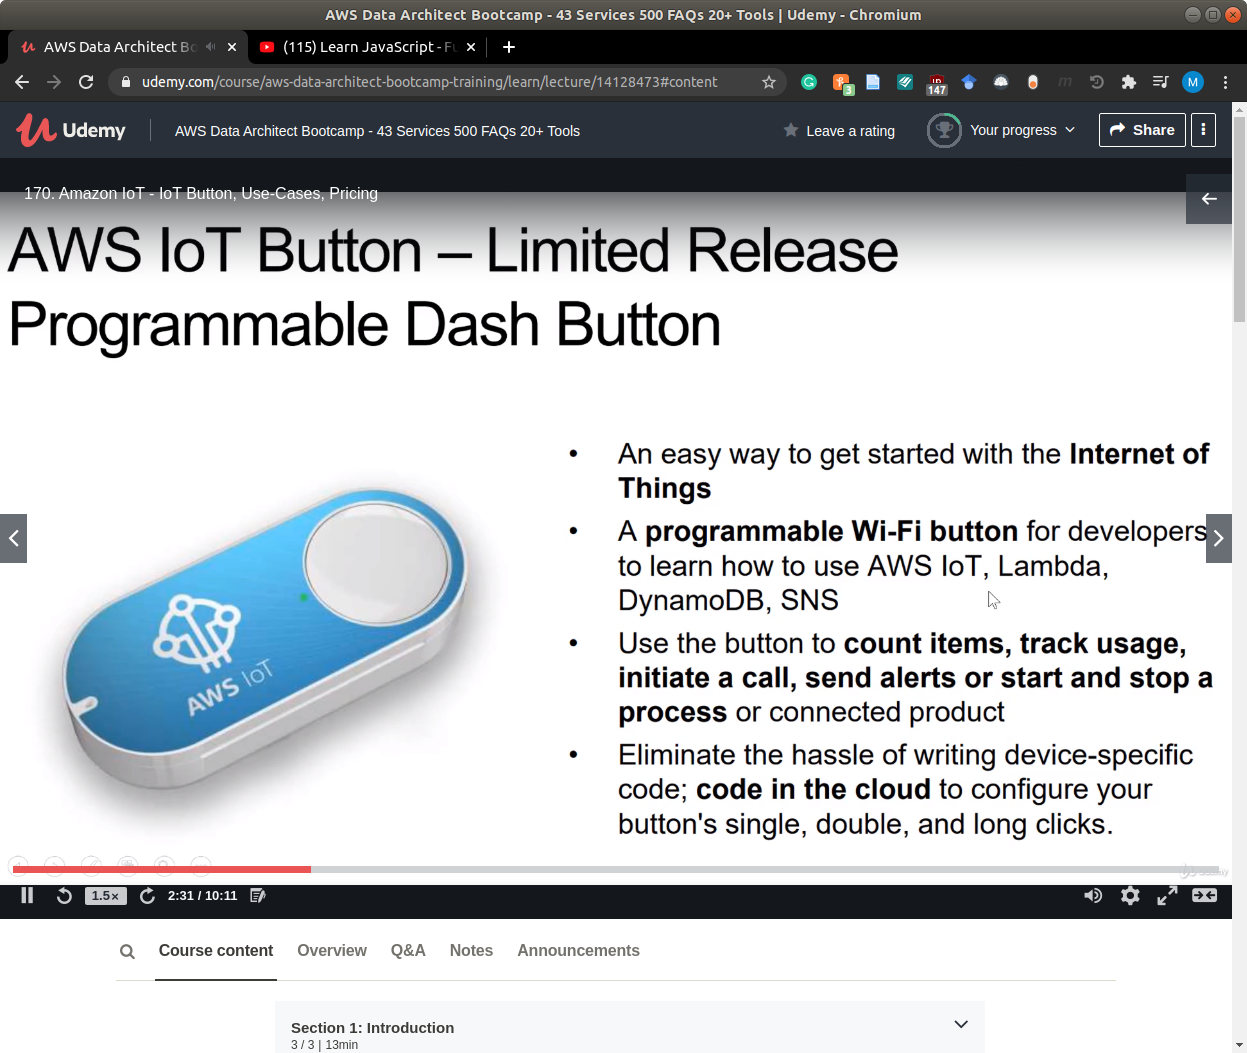 AWS Data Architect Bootcamp - 43 Services 500 FAQs 20+ Tools | Udemy - Chromium
AWS Data Architect Bo
(115) Learn JavaScript - Fu
udemy.com/course/aws-data-architect-bootcamp-training/learn/lecture/14128473#content
3
147
m
M
Udemy
AWS Data Architect Bootcamp - 43 Services 500 FAQs 20+ Tools
Leave a rating
Your progress
Share
170. Amazon IoT - IoT Button, Use-Cases, Pricing
AWS IoT Button – Limited Release
Programmable Dash Button
• An easy way to get started with the Internet of
Things
• A programmable Wi-Fi button for developers
to learn how to use AWS IoT, Lambda,
DynamoDB, SNS
• Use the button to count items, track usage,
initiate a call, send alerts or start and stop a
process or connected product
• Eliminate the hassle of writing device-specific
code; code in the cloud to configure your
button's single, double, and long clicks.
AWS IoT
Udemy
1.5×
2:31 / 10:11
Course content
Overview
Q&A
Notes
Announcements
Section 1: Introduction
3 / 3 | 13min